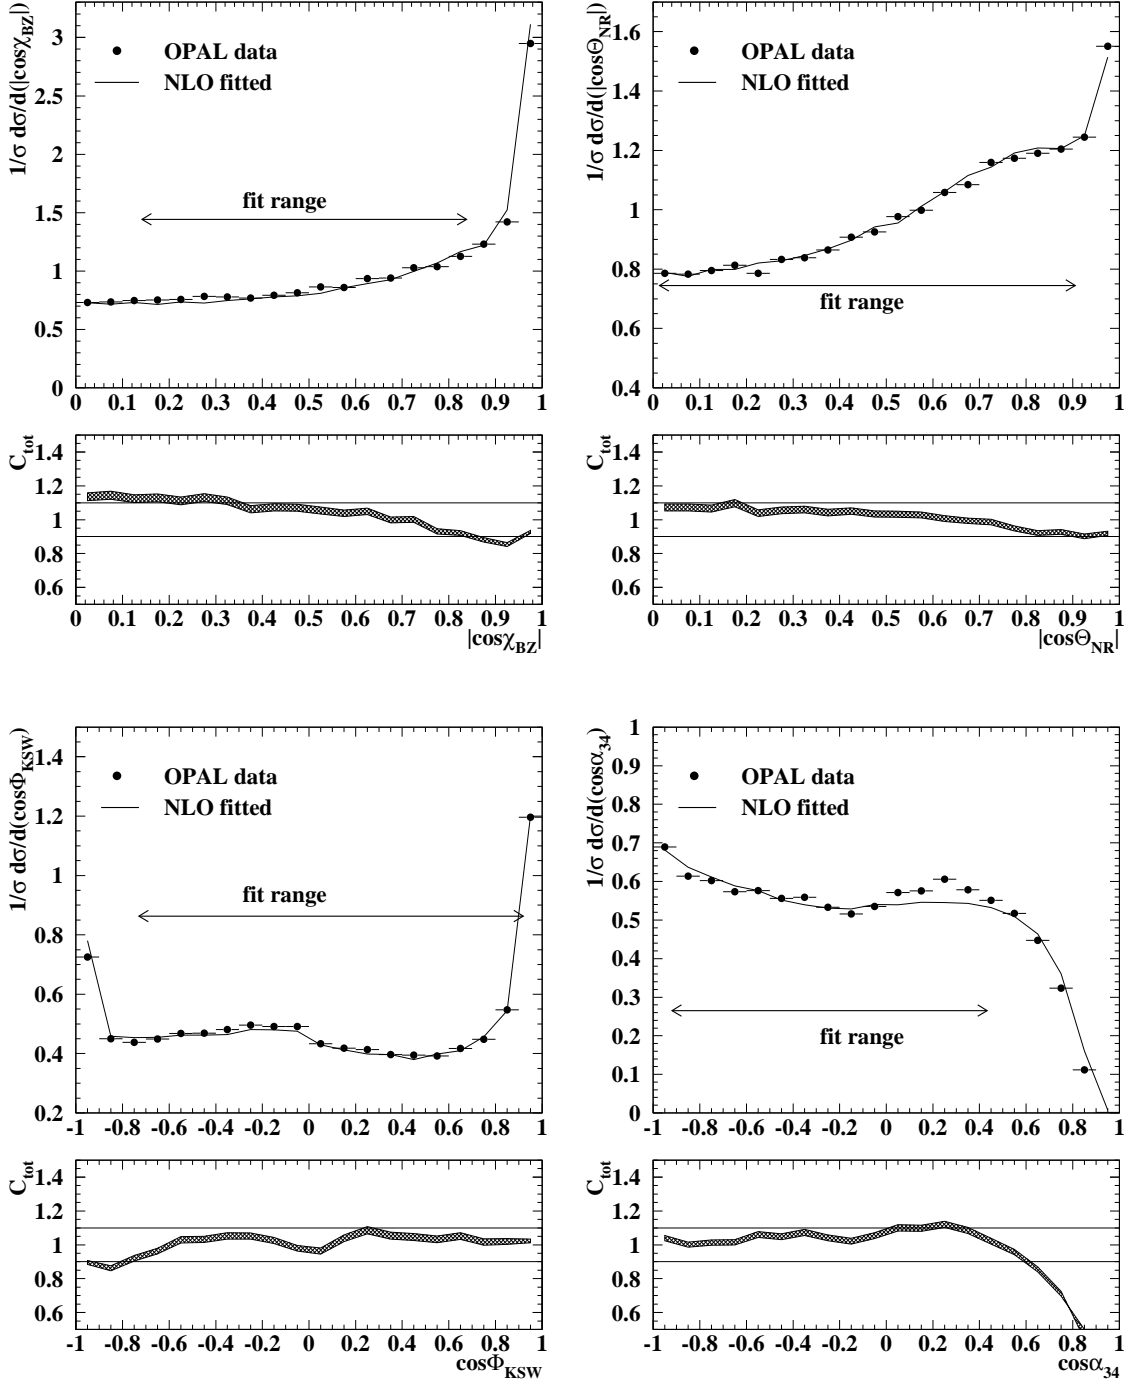 1/σ dσ/d(|cosχBZ|)
3
2.5
2
1.5
1
0.5
0
OPAL data
NLO fitted
fit range
0 0.1 0.2 0.3 0.4 0.5 0.6 0.7 0.8 0.9 1
Ctot
1.4
1.2
1
0.8
0.6
0 0.1 0.2 0.3 0.4 0.5 0.6 0.7 0.8 0.9 1
|cosχBZ|
1/σ dσ/d(|cosΘNR|)
1.6
1.4
1.2
1
0.8
0.6
0.4
OPAL data
NLO fitted
fit range
0 0.1 0.2 0.3 0.4 0.5 0.6 0.7 0.8 0.9 1
Ctot
1.4
1.2
1
0.8
0.6
0 0.1 0.2 0.3 0.4 0.5 0.6 0.7 0.8 0.9 1
|cosΘNR|
1/σ dσ/d(cosΦKSW)
1.4
1.2
1
0.8
0.6
0.4
0.2
OPAL data
NLO fitted
fit range
-1 -0.8 -0.6 -0.4 -0.2 0 0.2 0.4 0.6 0.8 1
Ctot
1.4
1.2
1
0.8
0.6
-1 -0.8 -0.6 -0.4 -0.2 0 0.2 0.4 0.6 0.8 1
cosΦKSW
1/σ dσ/d(cosα34)
1
0.9
0.8
0.7
0.6
0.5
0.4
0.3
0.2
0.1
0
OPAL data
NLO fitted
fit range
-1 -0.8 -0.6 -0.4 -0.2 0 0.2 0.4 0.6 0.8 1
Ctot
1.4
1.2
1
0.8
0.6
-1 -0.8 -0.6 -0.4 -0.2 0 0.2 0.4 0.6 0.8 1
cosα34